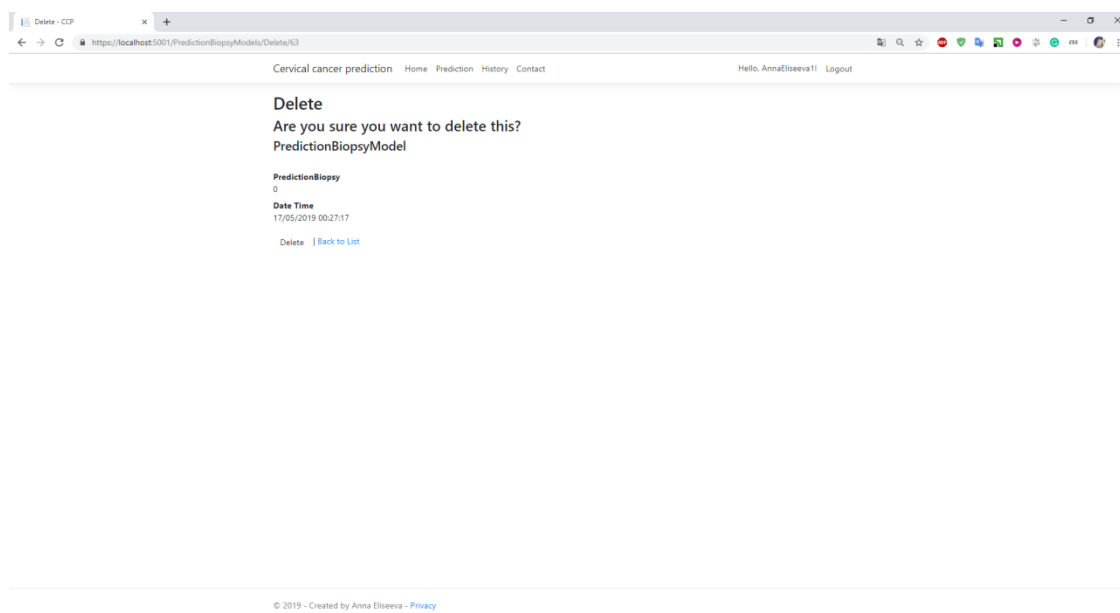 Delete - CCP
https://localhost:5001/PredictionBiopsyModels/Delete/63
Cervical cancer prediction Home Prediction History Contact Hello, AnnaEliseeva1! Logout
Delete
Are you sure you want to delete this?
PredictionBiopsyModel
PredictionBiopsy
0
Date Time
17/05/2019 00:27:17
Delete | Back to List
© 2019 - Created by Anna Eliseeva - Privacy